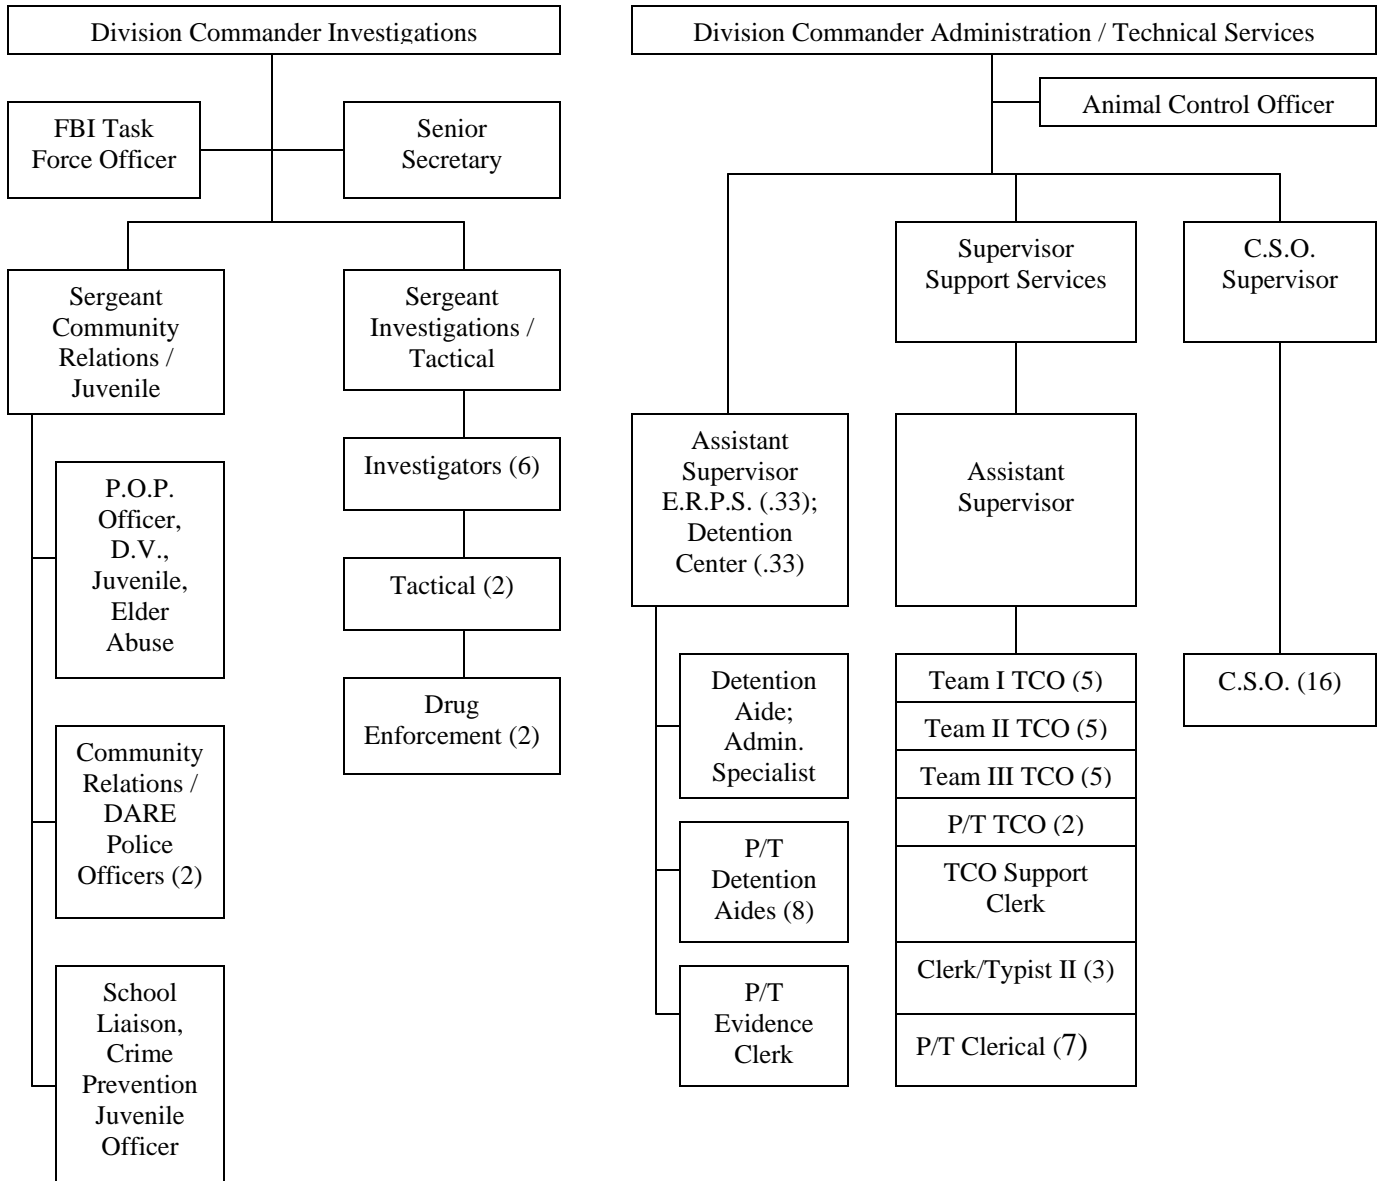 Division Commander Investigations
Division Commander Administration / Technical Services
Animal Control Officer
FBI Task
Force Officer
Senior
Secretary
Sergeant
Community
Relations /
Juvenile
Sergeant
Investigations /
Tactical
Supervisor
Support Services
C.S.O.
Supervisor
P.O.P.
Officer,
D.V.,
Juvenile,
Elder
Abuse
Community
Relations /
DARE
Police
Officers (2)
School
Liaison,
Crime
Prevention
Juvenile
Officer
Investigators (6)
Tactical (2)
Drug
Enforcement (2)
Assistant
Supervisor
E.R.P.S. (.33);
Detention
Center (.33)
Detention
Aide;
Admin.
Specialist
P/T
Detention
Aides (8)
P/T
Evidence
Clerk
Assistant
Supervisor
Team I TCO (5)
Team II TCO (5)
Team III TCO (5)
P/T TCO (2)
TCO Support
Clerk
Clerk/Typist II (3)
P/T Clerical (7)
C.S.O. (16)